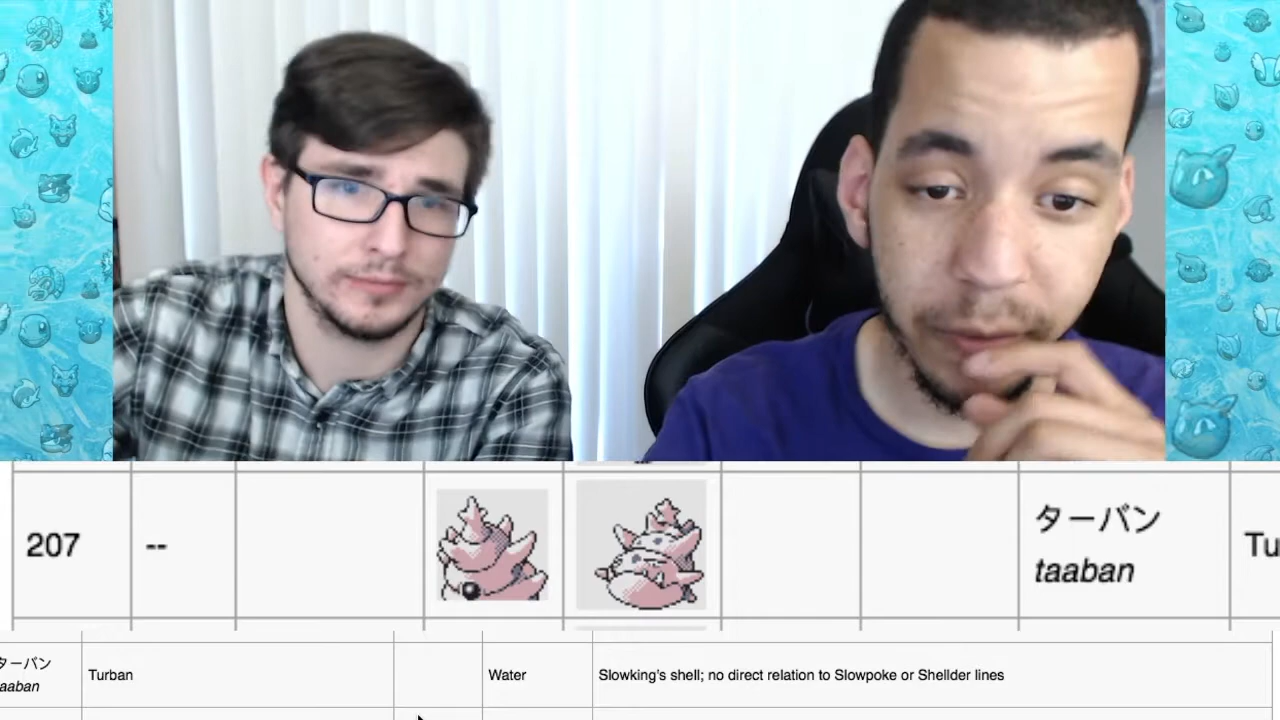 207
--
ターバン
taaban
Tu
ターバン
aaban
Turban
Water
Slowking's shell; no direct relation to Slowpoke or Shellder lines